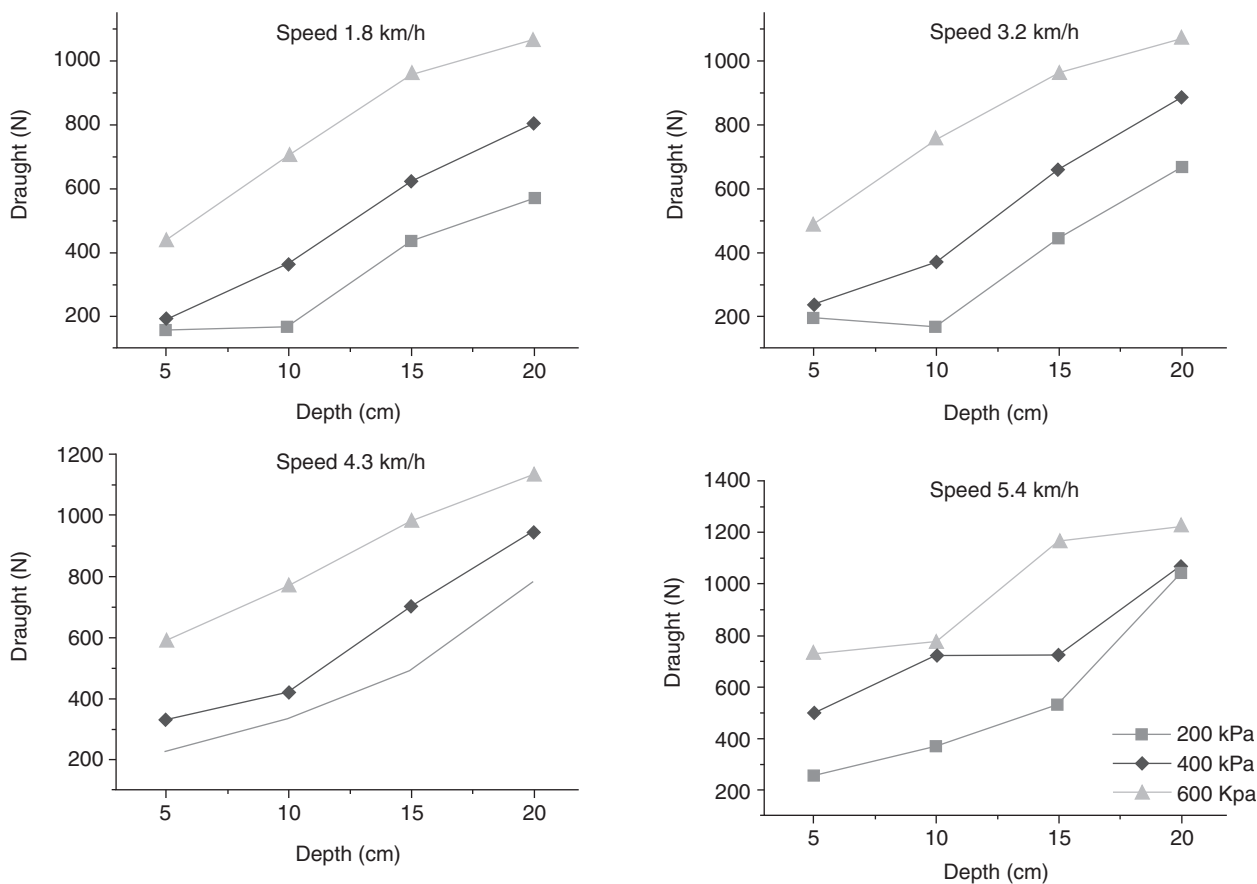 Speed 1.8 km/h
1000
800
600
400
200
Draught (N)
5 10 15 20
Depth (cm)
Speed 3.2 km/h
1000
800
600
400
200
Draught (N)
5 10 15 20
Depth (cm)
Speed 4.3 km/h
1200
1000
800
600
400
200
Draught (N)
5 10 15 20
Depth (cm)
Speed 5.4 km/h
1400
1200
1000
800
600
400
200
Draught (N)
200 kPa
400 kPa
600 Kpa
5 10 15 20
Depth (cm)